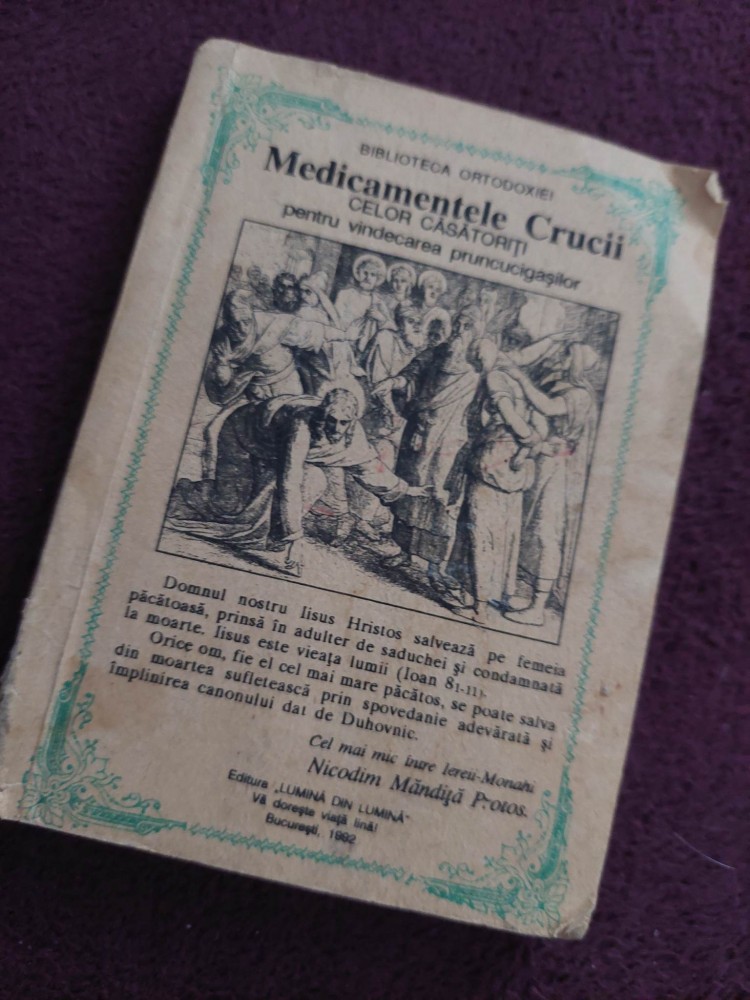 BIBLIOTECA ORTODOXIEI
Medicamentele Crucii
CELOR CĂSĂTORIȚI
pentru vindecarea pruncucigașilor
Domnul nostru Iisus Hristos salvează pe femeia
păcătoasă, prinsă în adulter de saduchei și condamnată
la moarte. Iisus este vieața lumii (Ioan 8₁₋₁₁).
Orice om, fie el cel mai mare păcătos, se poate salva
din moartea sufletească prin spovedanie adevărată și
împlinirea canonului dat de Duhovnic.
Cel mai mic între Iereii-Monahi
Nicodim Măndiță Protos.
Editura „LUMINĂ DIN LUMINĂ”
Vă dorește viață lină!
București, 1992